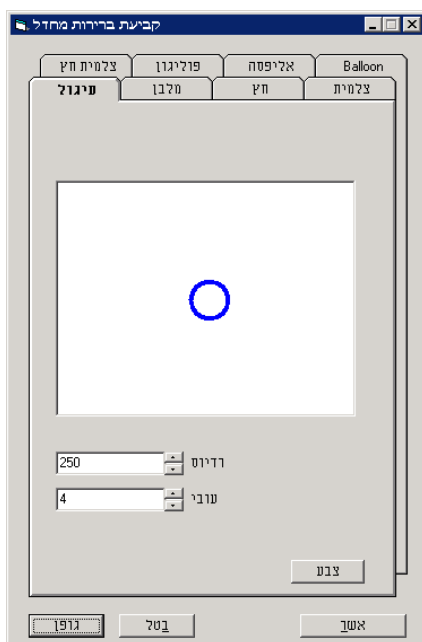 קביעת ברירות מחדל
Balloon אליפסה פוליגון צלמית חץ
צלמית חץ מלבן עיגול
רדיוס 250
עובי 4
צבע
אשר בטל גופן